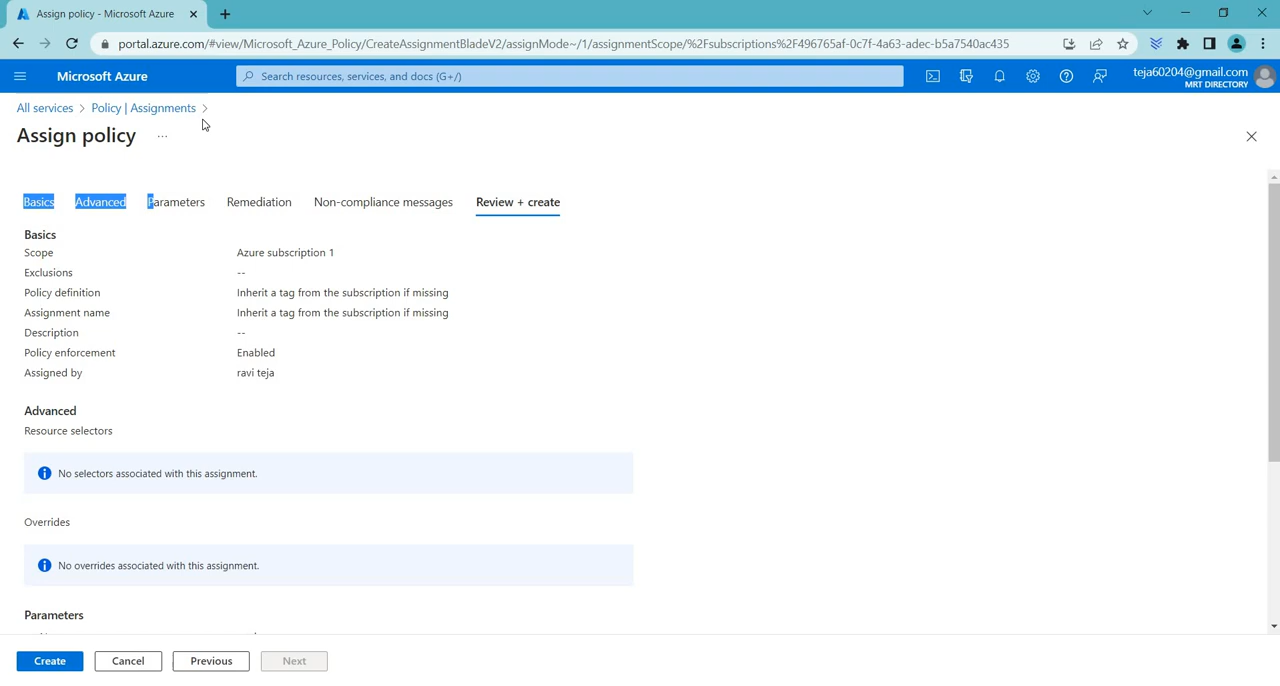 Assign policy - Microsoft Azure
portal.azure.com/#view/Microsoft_Azure_Policy/CreateAssignmentBladeV2/assignMode~/1/assignmentScope/%2Fsubscriptions%2F496765af-0c7f-4a63-adec-b5a7540ac435
Microsoft Azure
Search resources, services, and docs (G+/)
teja60204@gmail.com
MRT DIRECTORY
All services > Policy | Assignments >
Assign policy ...
Basics Advanced Parameters Remediation Non-compliance messages Review + create
Basics
Scope Azure subscription 1
Exclusions --
Policy definition Inherit a tag from the subscription if missing
Assignment name Inherit a tag from the subscription if missing
Description --
Policy enforcement Enabled
Assigned by ravi teja
Advanced
Resource selectors
No selectors associated with this assignment.
Overrides
No overrides associated with this assignment.
Parameters
Create Cancel Previous Next